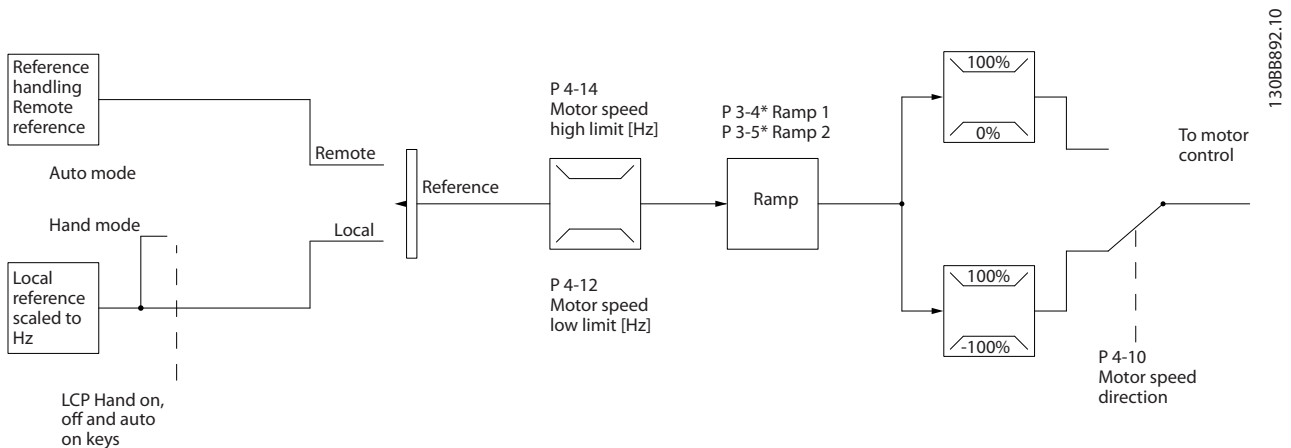 130BB892.10
Reference
handling
Remote
reference
Auto mode
Remote
Hand mode
Local
Local
reference
scaled to
Hz
LCP Hand on,
off and auto
on keys
Reference
P 4-14
Motor speed
high limit [Hz]
P 4-12
Motor speed
low limit [Hz]
P 3-4* Ramp 1
P 3-5* Ramp 2
Ramp
100%
0%
100%
-100%
To motor
control
P 4-10
Motor speed
direction